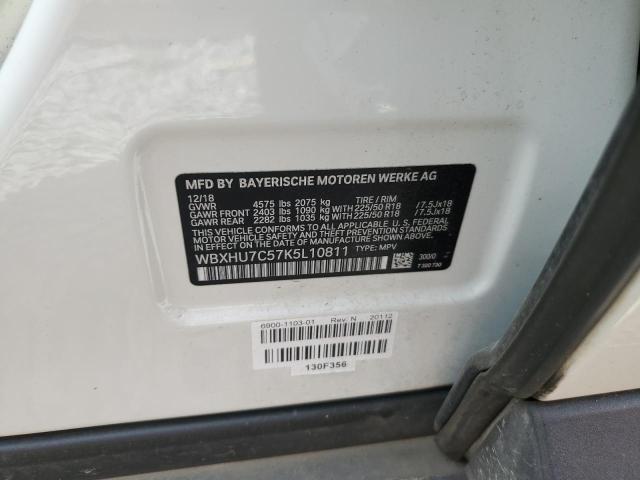 MFD BY BAYERISCHE MOTOREN WERKE AG
12/18 TIRE / RIM
GVWR 4575 lbs 2075 kg
GAWR FRONT 2403 lbs 1090 kg WITH 225/50 R18 /7.5Jx18
GAWR REAR 2282 lbs 1035 kg WITH 225/50 R18 /7.5Jx18
THIS VEHICLE CONFORMS TO ALL APPLICABLE U.S. FEDERAL
MOTOR VEHICLE SAFETY, BUMPER, AND THEFT PREVENTION
STANDARDS IN EFFECT ON THE DATE OF MANUFACTURE SHOWN ABOVE.
WBXHU7C57K5L10811 TYPE: MPV
300/0
6900-1103-01 Rev. N 20112
130F356